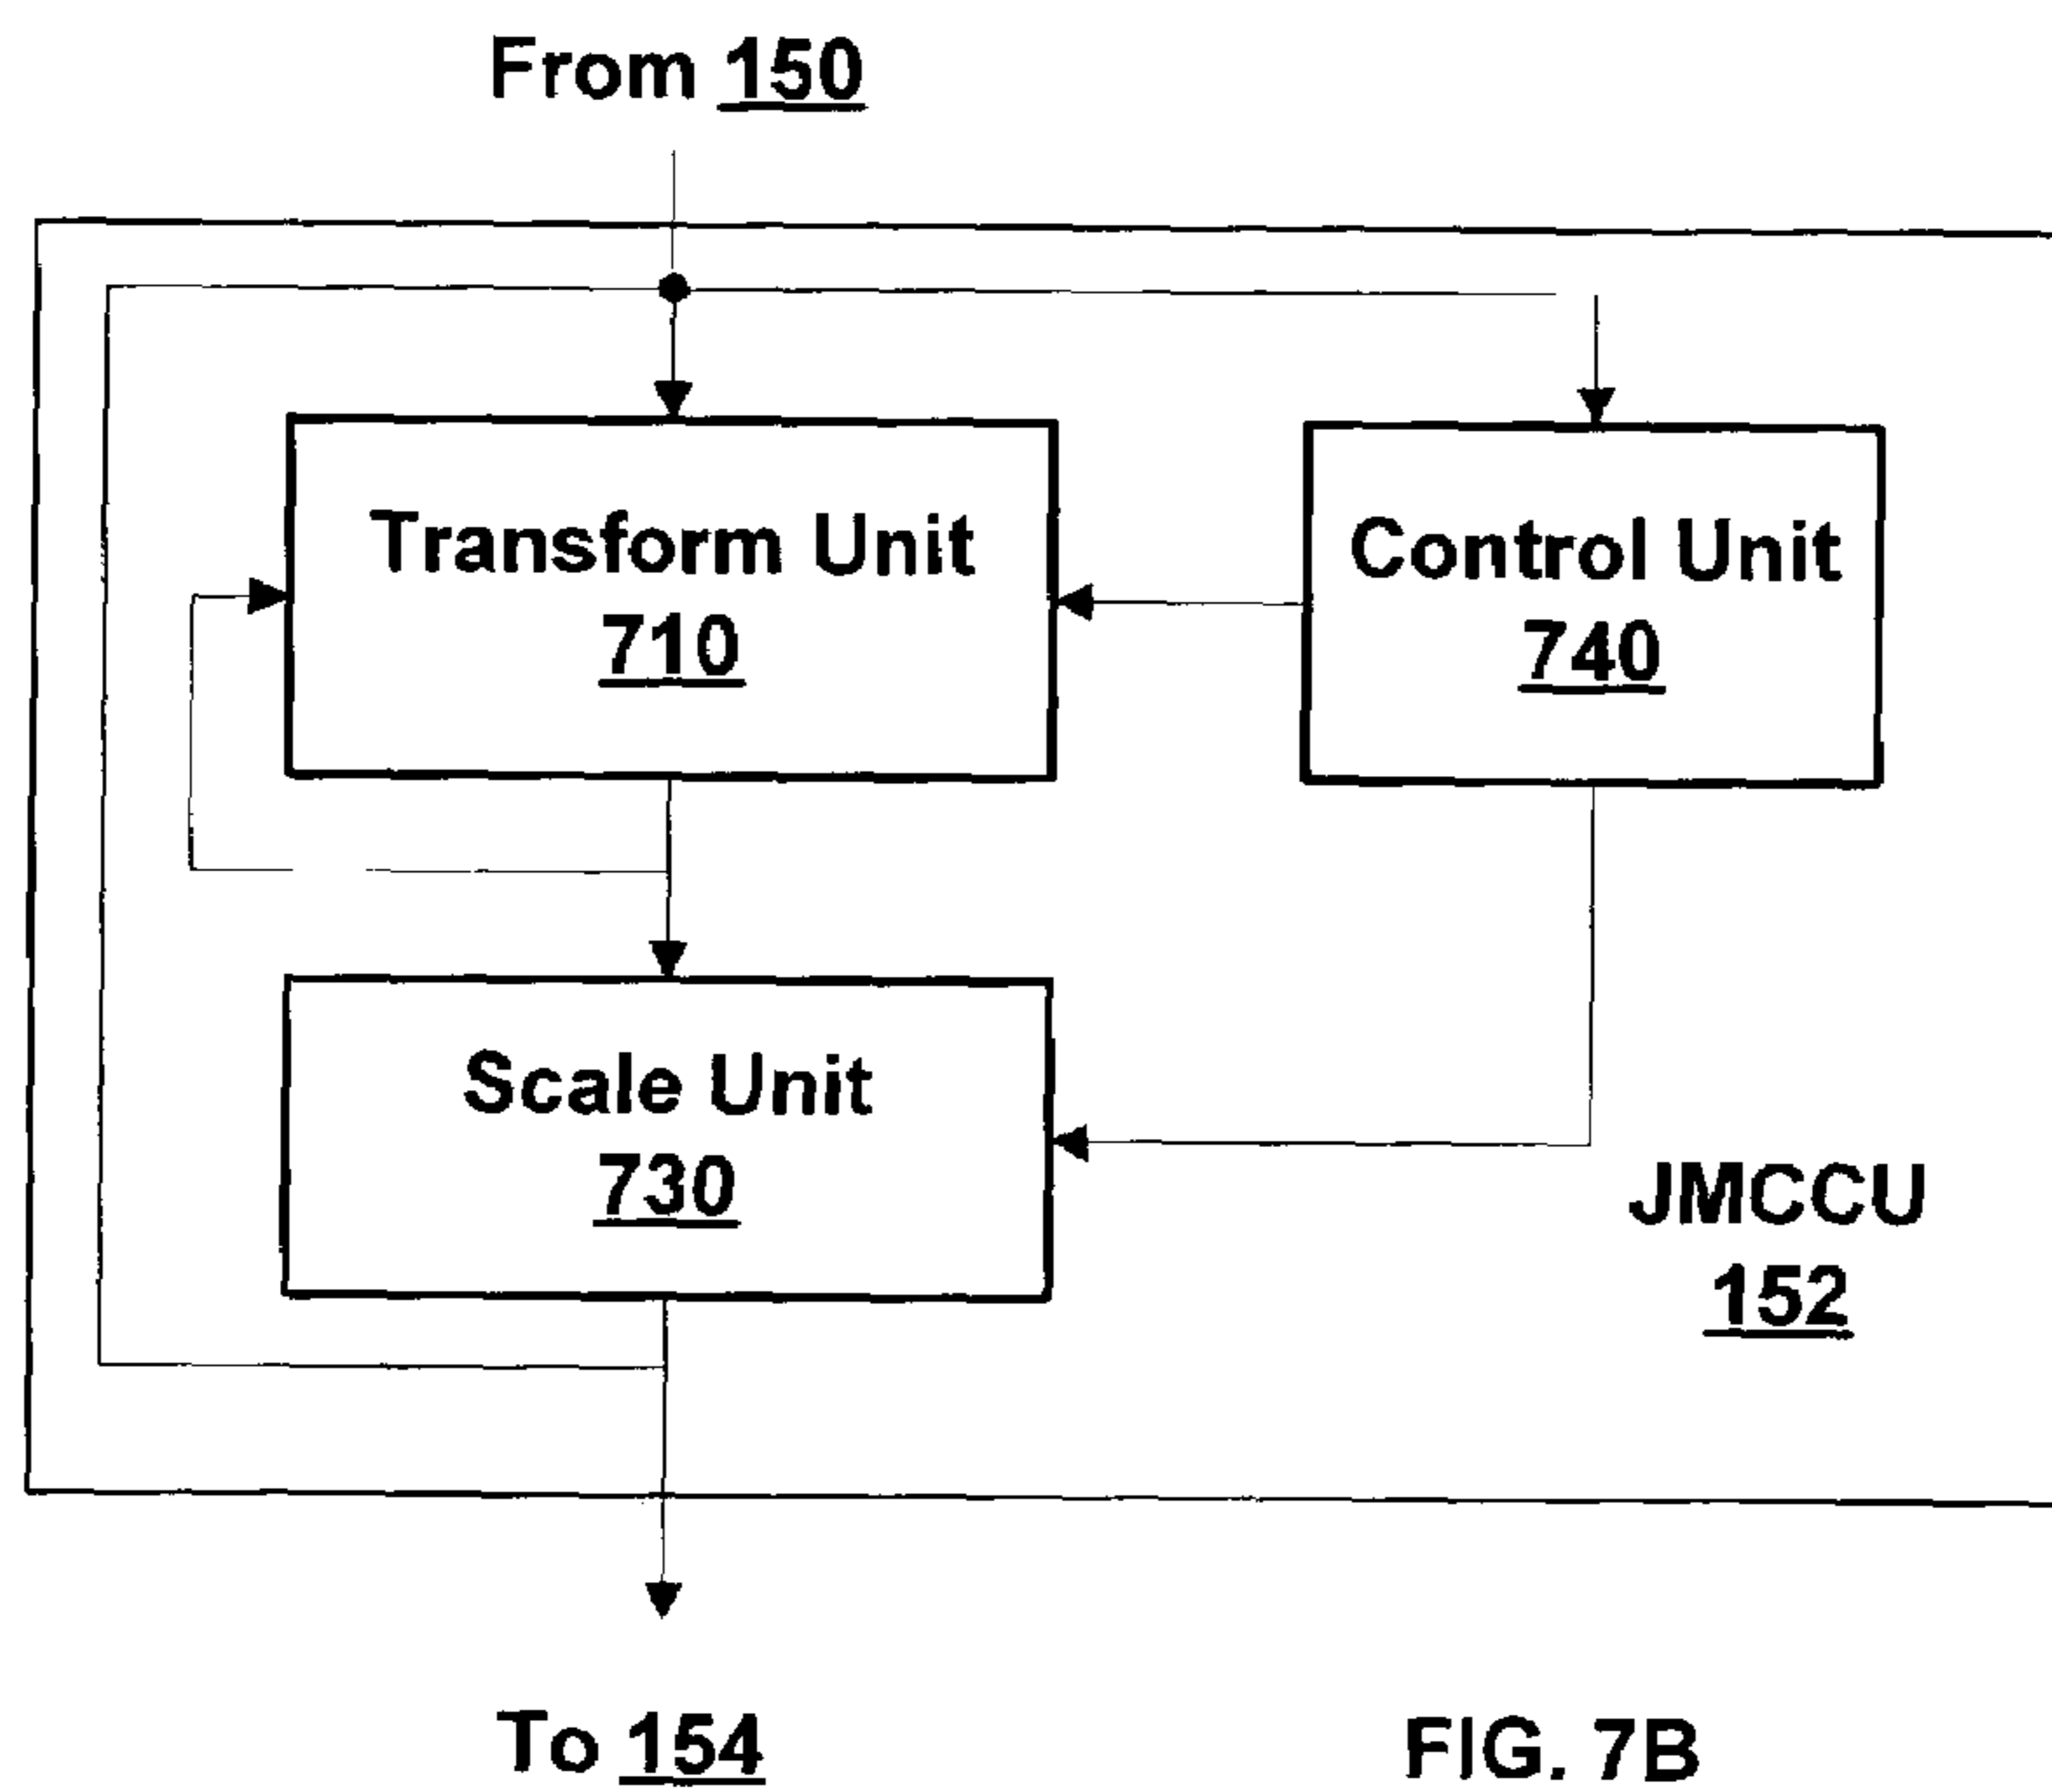 From 150
Transform Unit
710
Control Unit
740
Scale Unit
730
JMCCU
152
To 154
FIG. 7B